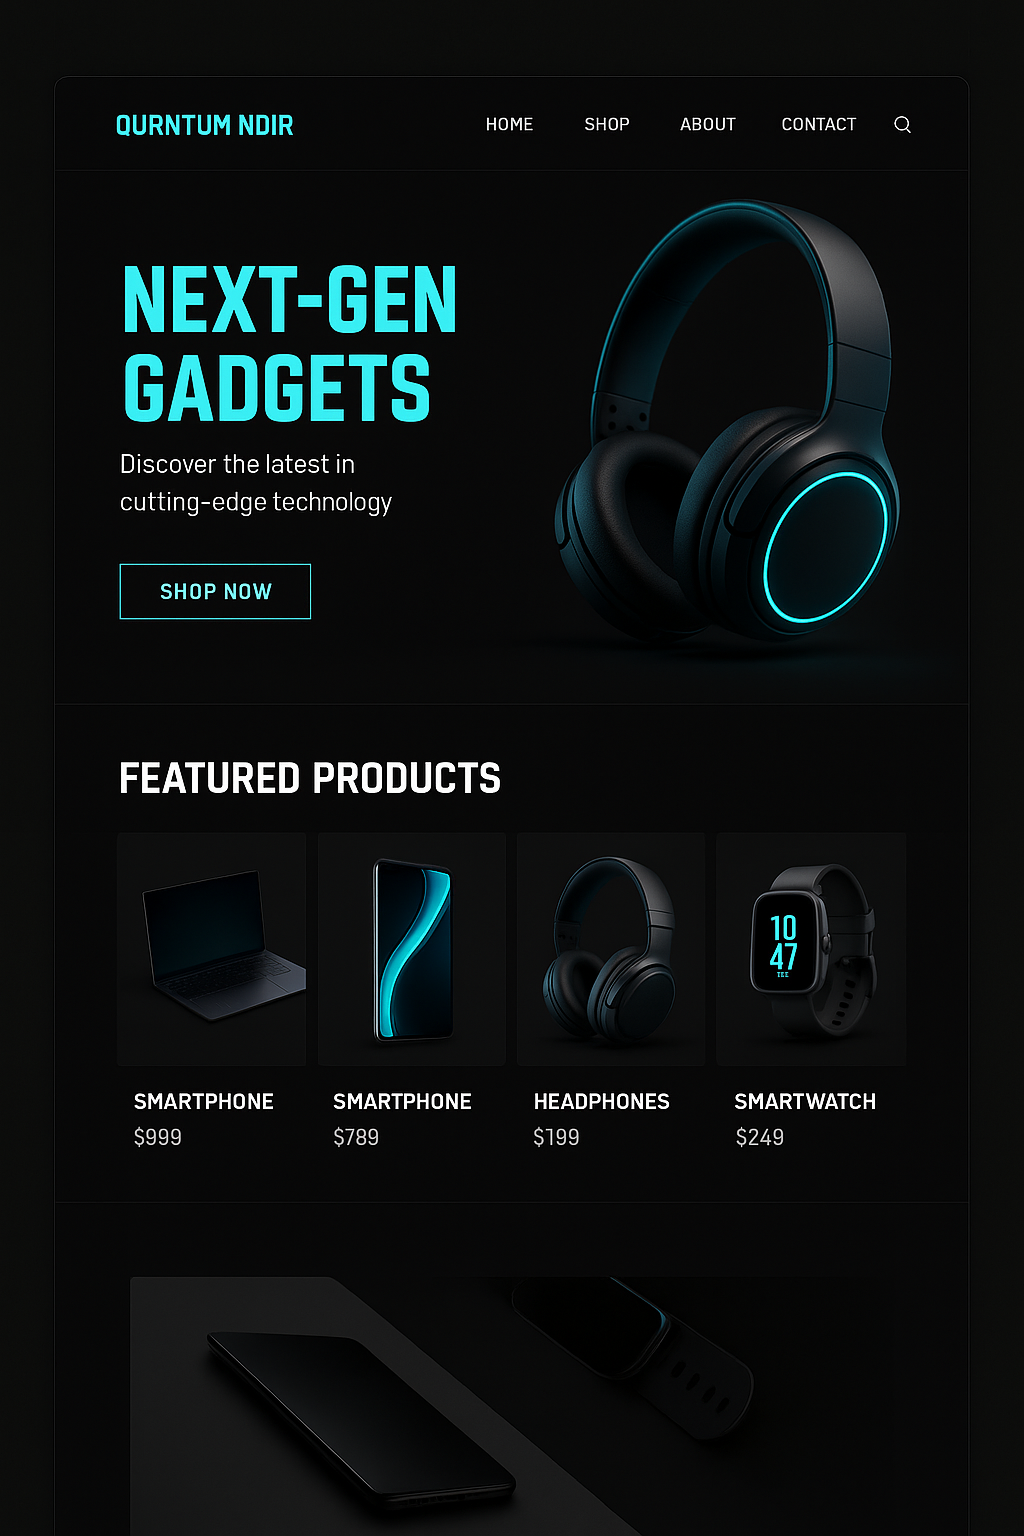 QURNTUM NDIR
HOME SHOP ABOUT CONTACT
NEXT-GEN
GADGETS
Discover the latest in
cutting-edge technology
SHOP NOW
FEATURED PRODUCTS
10
47
SMARTPHONE SMARTPHONE HEADPHONES SMARTWATCH
$999 $789 $199 $249